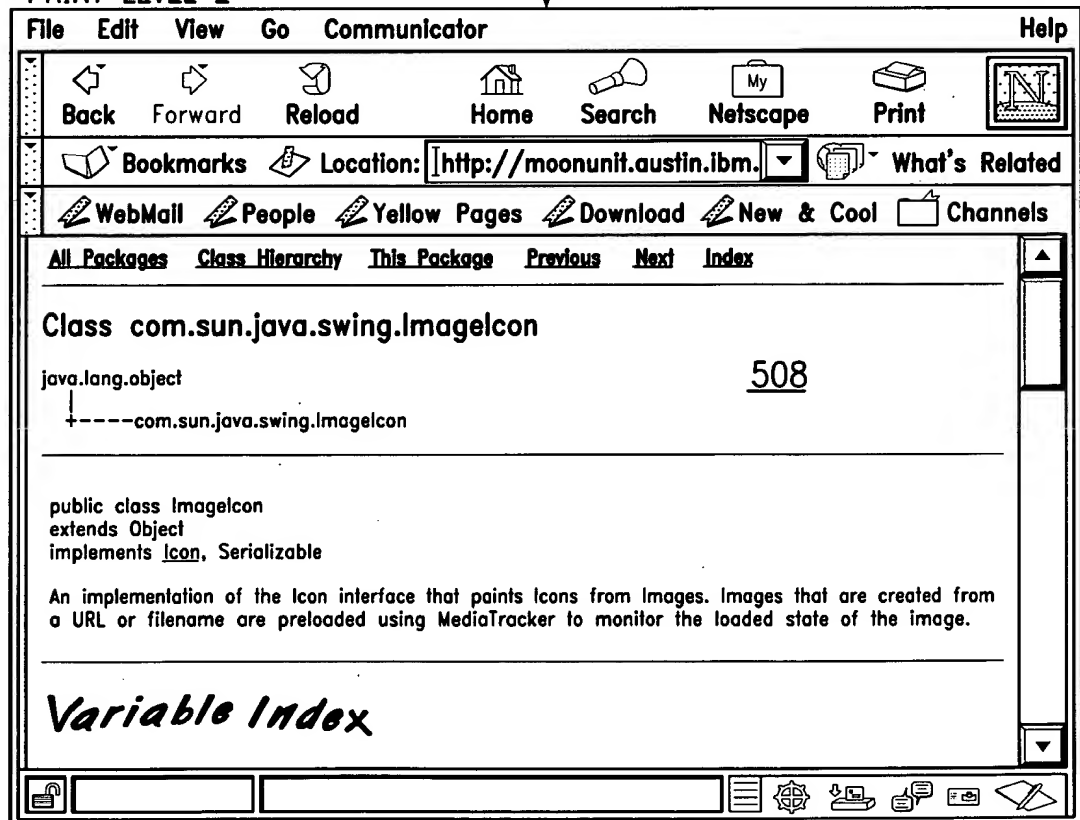 File Edit View Go Communicator Help
Back Forward Reload Home Search My Netscape Print N
Bookmarks Location: http://moonunit.austin.ibm. What's Related
WebMail People Yellow Pages Download New & Cool Channels
All Packages Class Hierarchy This Package Previous Next Index
Class com.sun.java.swing.ImageIcon
508
java.lang.object
+-----com.sun.java.swing.ImageIcon
public class ImageIcon
extends Object
implements Icon, Serializable
An implementation of the Icon interface that paints Icons from Images. Images that are created from
a URL or filename are preloaded using MediaTracker to monitor the loaded state of the image.
Variable Index